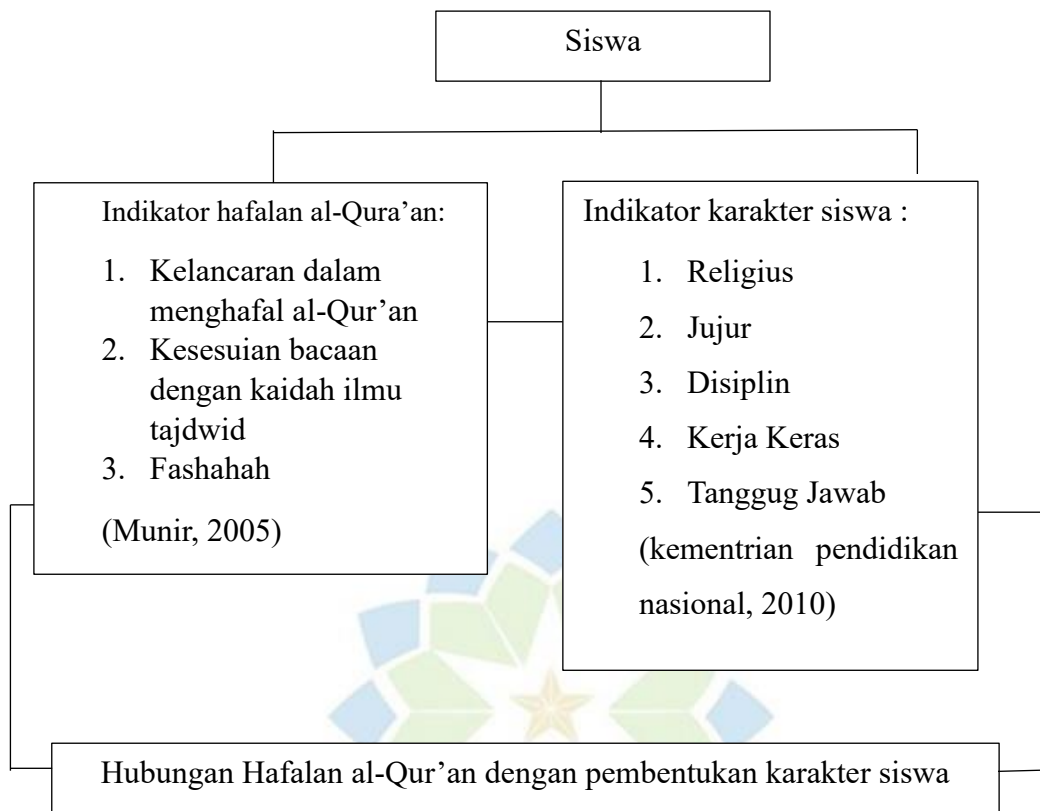 Siswa
Indikator hafalan al-Qura’an:
1. Kelancaran dalam
menghafal al-Qur’an
2. Kesesuian bacaan
dengan kaidah ilmu
tajdwid
3. Fashahah
(Munir, 2005)
Indikator karakter siswa :
1. Religius
2. Jujur
3. Disiplin
4. Kerja Keras
5. Tanggug Jawab
(kementrian pendidikan
nasional, 2010)
Hubungan Hafalan al-Qur’an dengan pembentukan karakter siswa